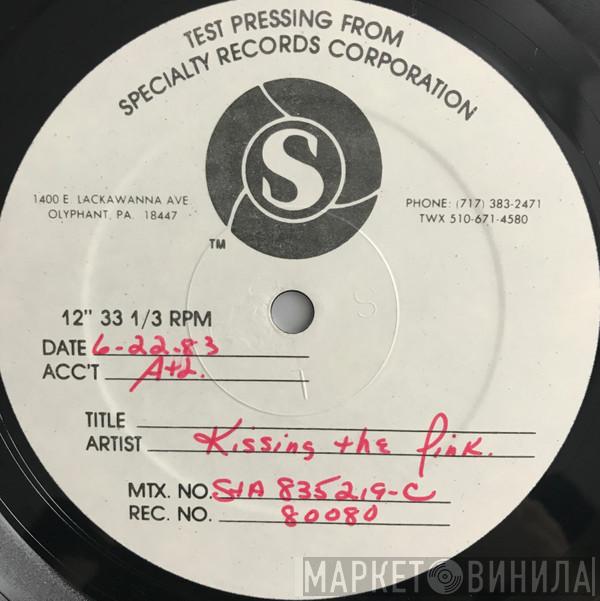 TEST PRESSING FROM
SPECIALTY RECORDS CORPORATION
S
TM
1400 E. LACKAWANNA AVE.
OLYPHANT, PA. 18447
PHONE: (717) 383-2471
TWX 510-671-4580
12" 33 1/3 RPM
DATE 6-22-83
ACC'T Atl.
TITLE
ARTIST Kissing the Pink.
MTX. NO. StA 835219-C
REC. NO. 80080
МАРКЕТ ВИНИЛА